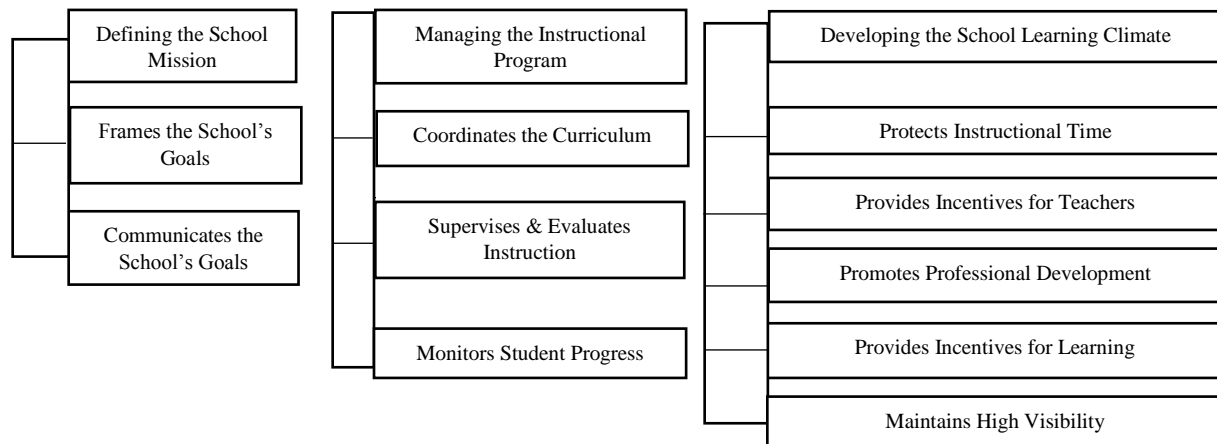 Defining the School
Mission
Frames the School’s
Goals
Communicates the
School’s Goals
Managing the Instructional
Program
Coordinates the Curriculum
Supervises & Evaluates
Instruction
Monitors Student Progress
Developing the School Learning Climate
Protects Instructional Time
Provides Incentives for Teachers
Promotes Professional Development
Provides Incentives for Learning
Maintains High Visibility